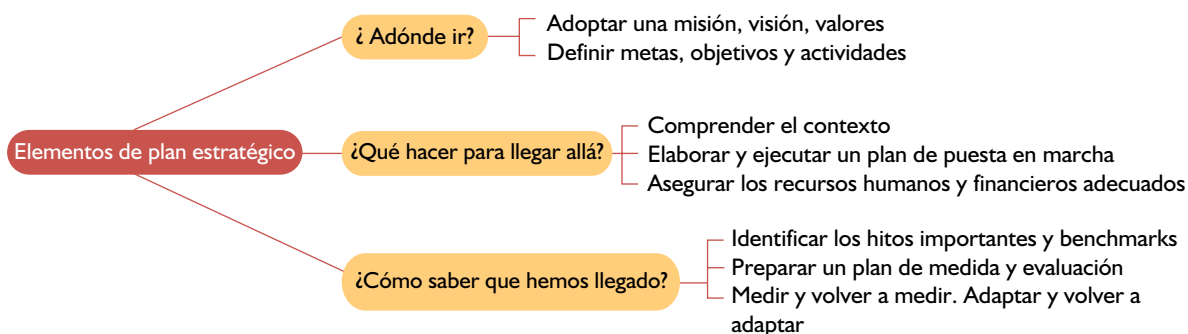 ¿ Adónde ir?
Adoptar una misión, visión, valores
Definir metas, objetivos y actividades
Elementos de plan estratégico
¿Qué hacer para llegar allá?
Comprender el contexto
Elaborar y ejecutar un plan de puesta en marcha
Asegurar los recursos humanos y financieros adecuados
¿Cómo saber que hemos llegado?
Identificar los hitos importantes y benchmarks
Preparar un plan de medida y evaluación
Medir y volver a medir. Adaptar y volver a
adaptar